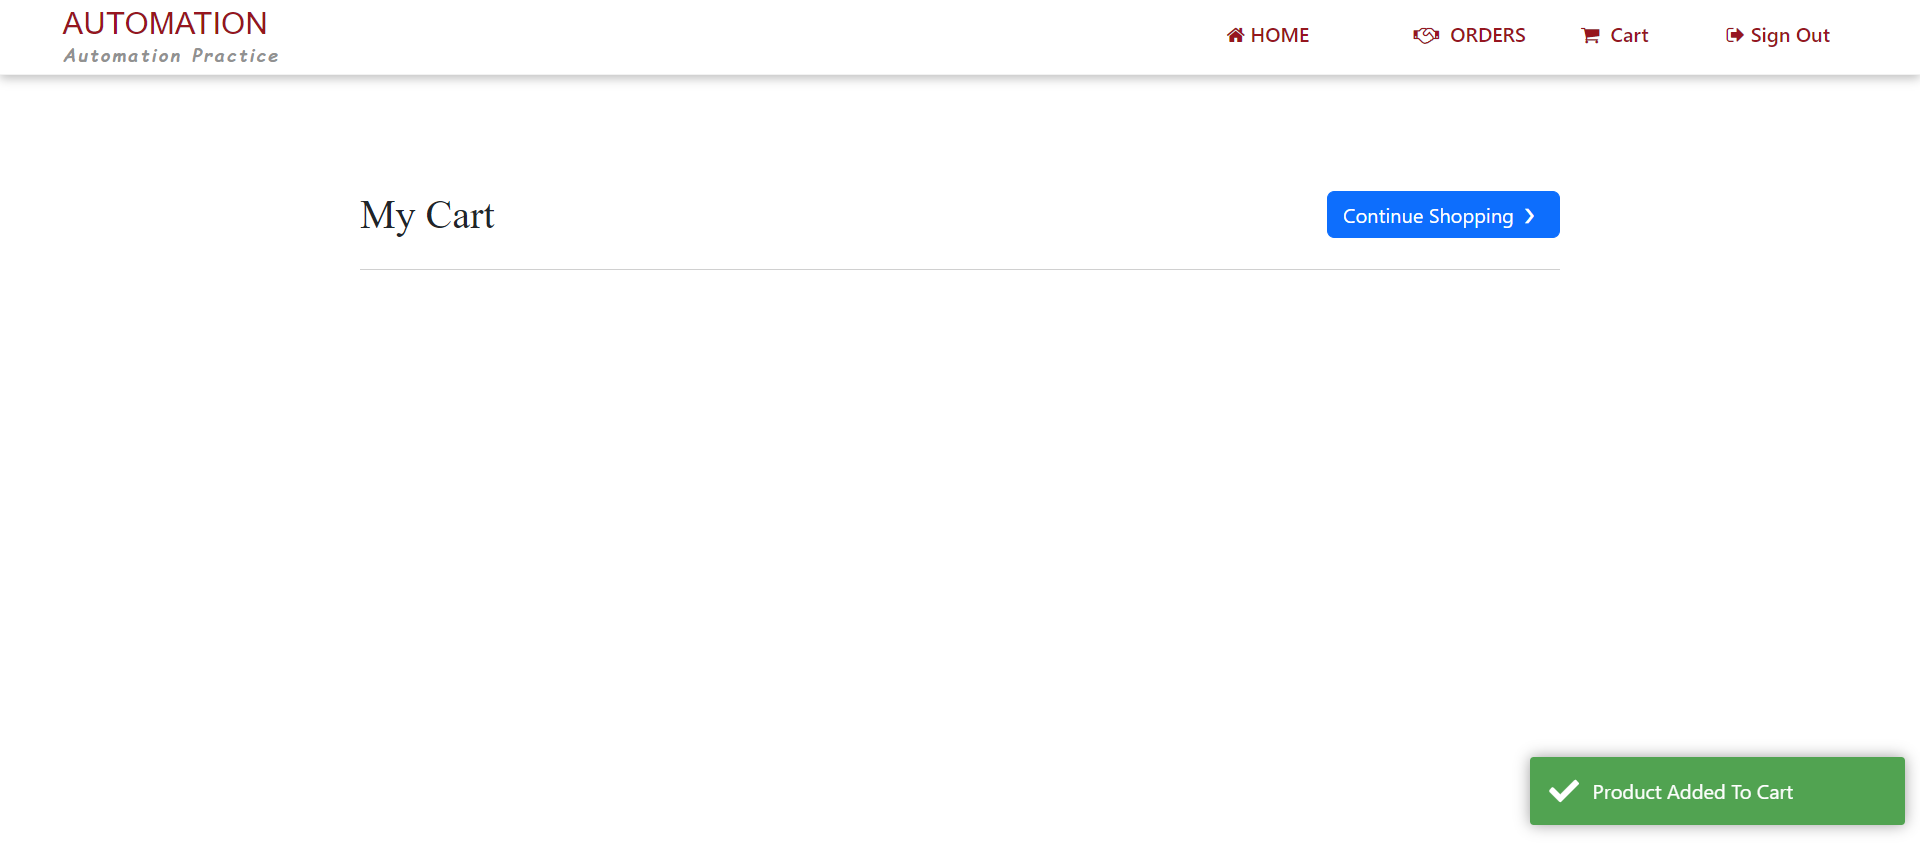 AUTOMATION
Automation Practice
HOME
ORDERS
Cart
Sign Out
My Cart
Continue Shopping ❯
Product Added To Cart